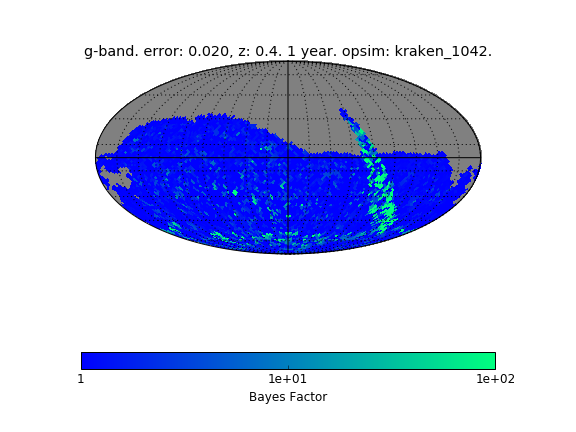 g-band. error: 0.020, z: 0.4. 1 year. opsim: kraken_1042.
1 1e+01 1e+02
Bayes Factor